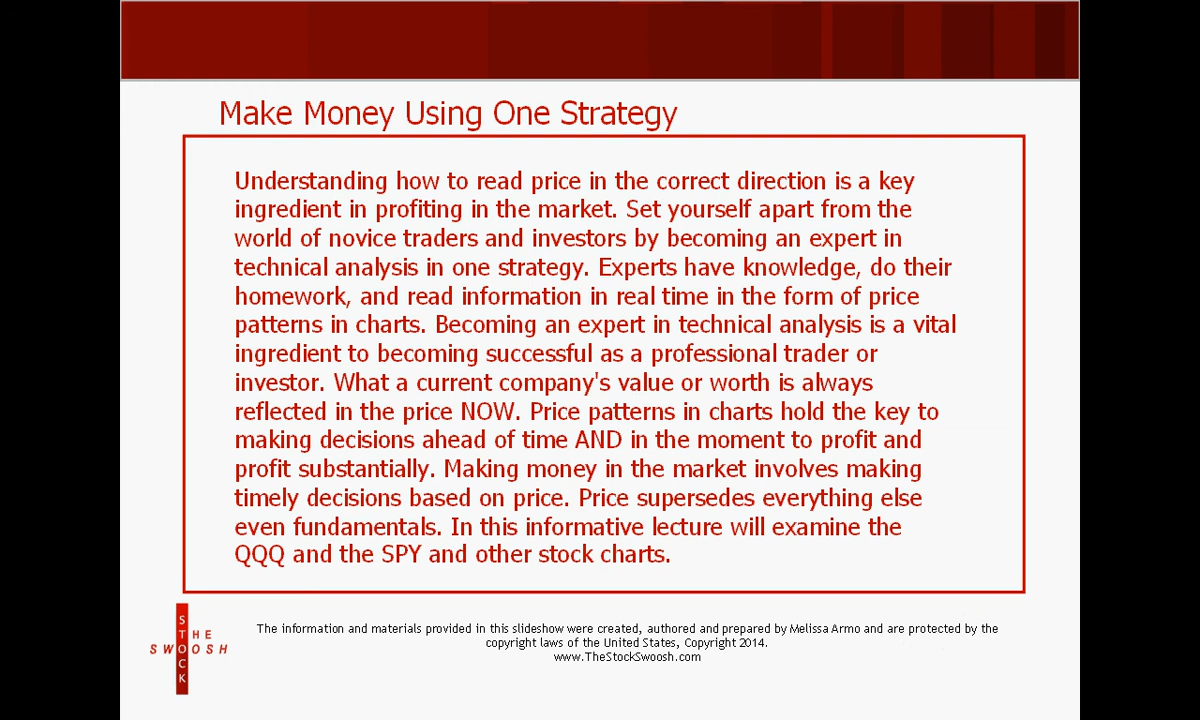 Make Money Using One Strategy
Understanding how to read price in the correct direction is a key
ingredient in profiting in the market. Set yourself apart from the
world of novice traders and investors by becoming an expert in
technical analysis in one strategy. Experts have knowledge, do their
homework, and read information in real time in the form of price
patterns in charts. Becoming an expert in technical analysis is a vital
ingredient to becoming successful as a professional trader or
investor. What a current company's value or worth is always
reflected in the price NOW. Price patterns in charts hold the key to
making decisions ahead of time AND in the moment to profit and
profit substantially. Making money in the market involves making
timely decisions based on price. Price supersedes everything else
even fundamentals. In this informative lecture will examine the
QQQ and the SPY and other stock charts.
THE
STOCK
SWOOSH
The information and materials provided in this slideshow were created, authored and prepared by Melissa Armo and are protected by the
copyright laws of the United States, Copyright 2014.
www.TheStockSwoosh.com